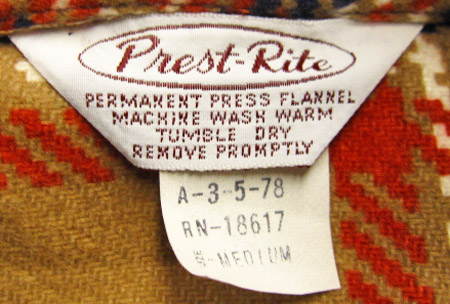 Prest-Rite
PERMANENT PRESS FLANNEL
MACHINE WASH WARM
TUMBLE DRY
REMOVE PROMPTLY
A-3-5-78
RN-18617
MEDIUM